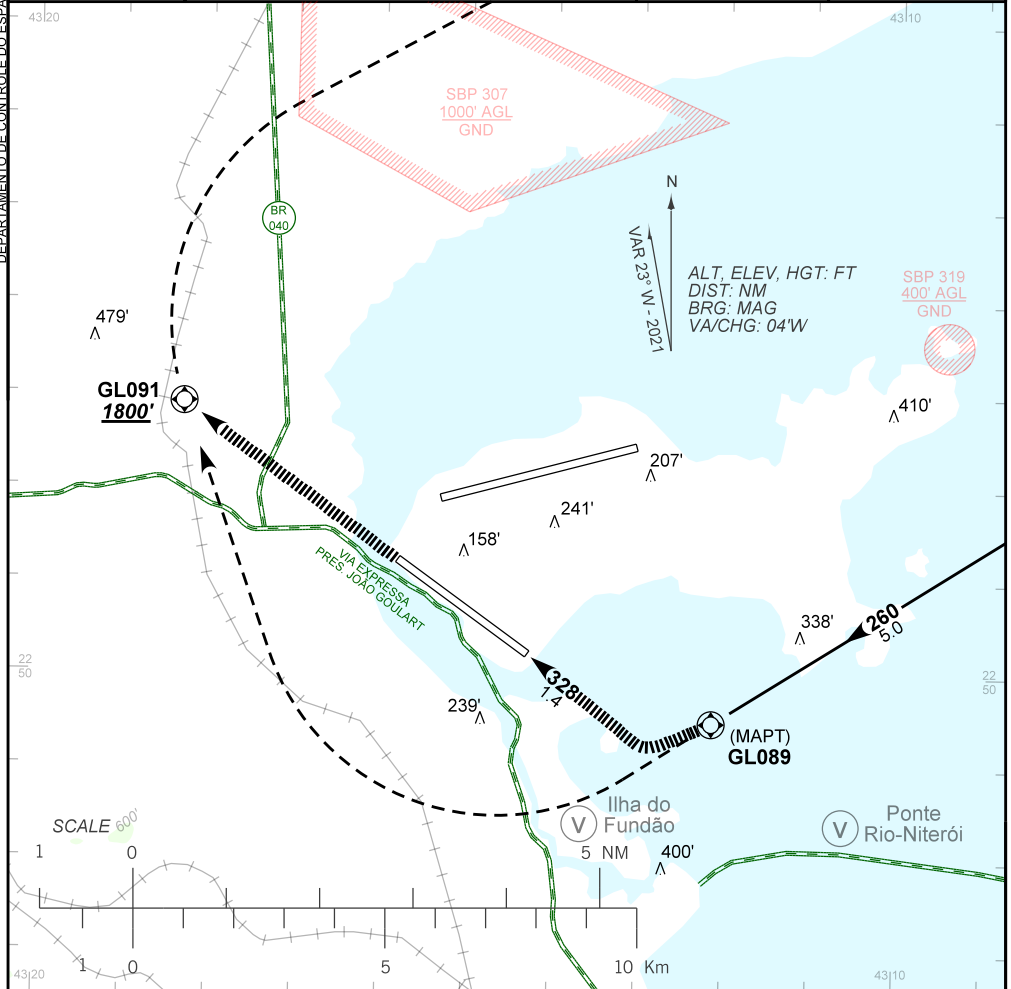 43 20
43 10
DEPARTAMENTO DE CONTROLE DO ESPA
SBP 307
1000' AGL
GND
BR
040
N
VAR 23° W - 2021
ALT, ELEV, HGT: FT
DIST: NM
BRG: MAG
VA/CHG: 04'W
SBP 319
400' AGL
GND
479'
GL091
1800'
410'
207'
241'
158'
VIA EXPRESSA
PRES. JOÃO GOULART
260
5.0
338'
22
50
22
50
328
1.4
239'
(MAPT)
GL089
V
Ilha do
Fundão
V
Ponte
Rio-Niterói
SCALE
600'
1 0 5 NM
400'
1 0 5 10 Km
43 20
43 10